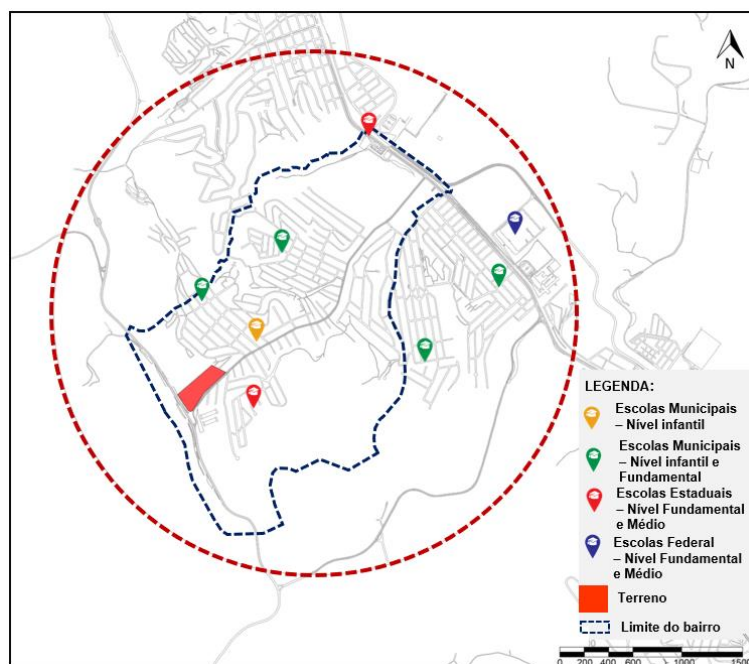 N
LEGENDA:
Escolas Municipais
– Nível infantil
Escolas Municipais
– Nível infantil e
Fundamental
Escolas Estaduais
– Nível Fundamental
e Médio
Escolas Federal
– Nível Fundamental
e Médio
Terreno
Limite do bairro
0 200 400 600 1000 1500